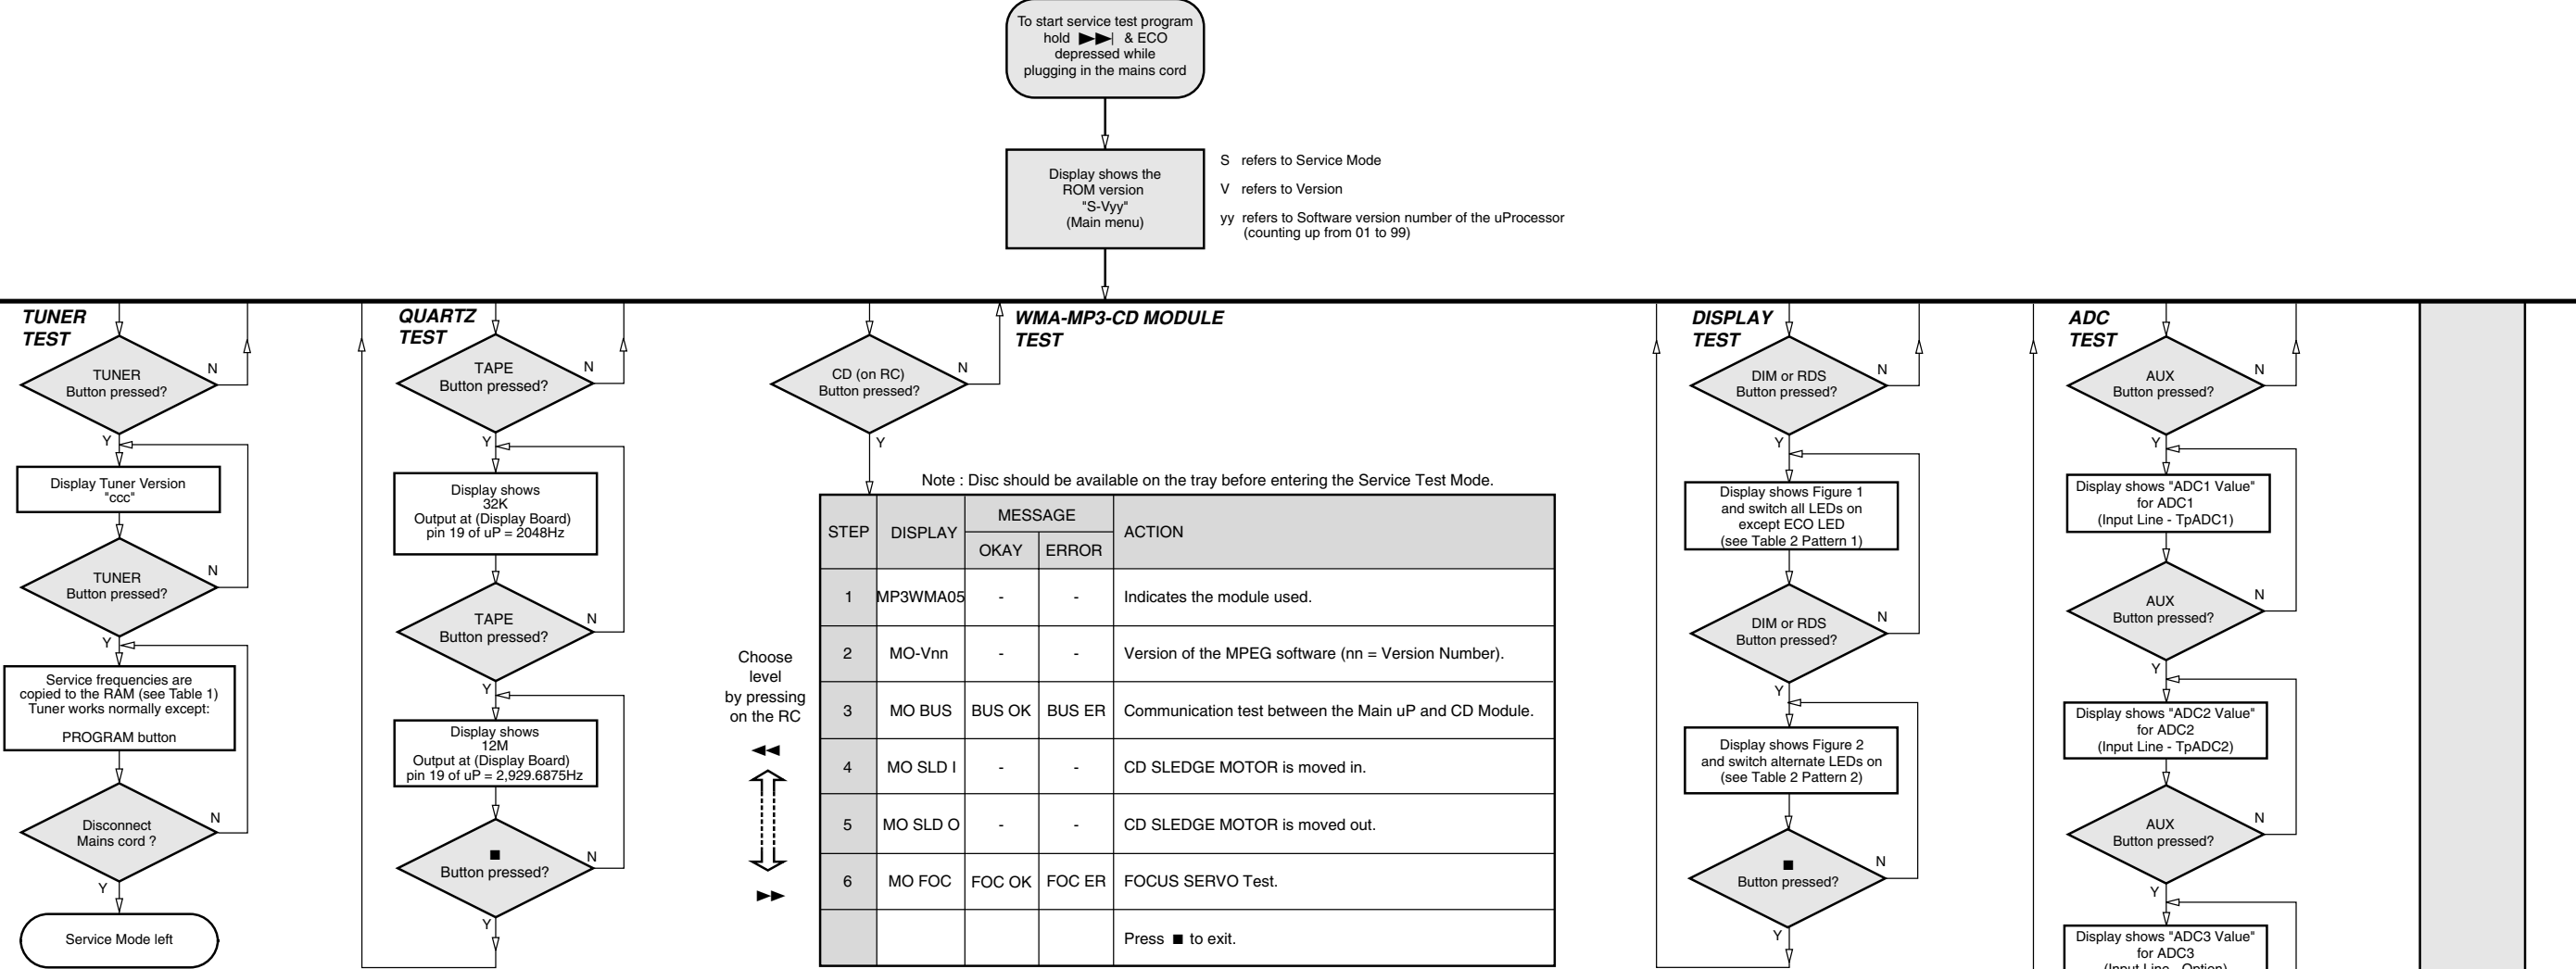 To start service test program
hold ▶▶| & ECO
depressed while
plugging in the mains cord
Display shows the
ROM version
"S-Vyy"
(Main menu)
S refers to Service Mode
V refers to Version
yy refers to Software version number of the uProcessor
(counting up from 01 to 99)
TUNER
TEST
TUNER
Button pressed?
N
Y
Display Tuner Version
"ccc"
TUNER
Button pressed?
N
Y
Service frequencies are
copied to the RAM (see Table 1)
Tuner works normally except:
PROGRAM button
Disconnect
Mains cord ?
N
Y
Service Mode left
QUARTZ
TEST
TAPE
Button pressed?
N
Y
Display shows
32K
Output at (Display Board)
pin 19 of uP = 2048Hz
TAPE
Button pressed?
N
Y
Display shows
12M
Output at (Display Board)
pin 19 of uP = 2,929.6875Hz
■
Button pressed?
N
Y
WMA-MP3-CD MODULE
TEST
CD (on RC)
Button pressed?
N
Y
Note : Disc should be available on the tray before entering the Service Test Mode.
Choose
level
by pressing
on the RC
◀◀
▶▶
STEP DISPLAY MESSAGE ACTION
OKAY ERROR
1 MP3WMA05 - - Indicates the module used.
2 MO-Vnn - - Version of the MPEG software (nn = Version Number).
3 MO BUS BUS OK BUS ER Communication test between the Main uP and CD Module.
4 MO SLD I - - CD SLEDGE MOTOR is moved in.
5 MO SLD O - - CD SLEDGE MOTOR is moved out.
6 MO FOC FOC OK FOC ER FOCUS SERVO Test.
Press ■ to exit.
DISPLAY
TEST
DIM or RDS
Button pressed?
N
Y
Display shows Figure 1
and switch all LEDs on
except ECO LED
(see Table 2 Pattern 1)
DIM or RDS
Button pressed?
N
Y
Display shows Figure 2
and switch alternate LEDs on
(see Table 2 Pattern 2)
■
Button pressed?
N
Y
ADC
TEST
AUX
Button pressed?
N
Y
Display shows "ADC1 Value"
for ADC1
(Input Line - TpADC1)
AUX
Button pressed?
N
Y
Display shows "ADC2 Value"
for ADC2
(Input Line - TpADC2)
AUX
Button pressed?
N
Y
Display shows "ADC3 Value"
for ADC3
(Input Line - Option)